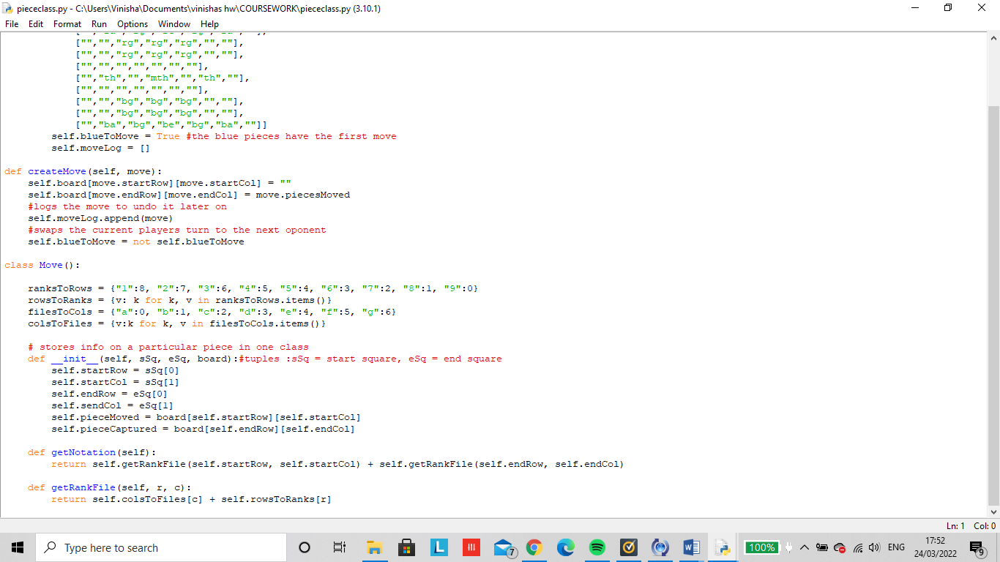 piececlass.py - C:\Users\Vinisha\Documents\vinishas hw\COURSEWORK\piececlass.py (3.10.1)
File Edit Format Run Options Window Help
["","","rg","rg","rg","",""],
["","","rg","rg","rg","",""],
["","","","","","",""],
["","th","","mth","","th",""],
["","","","","","",""],
["","","bg","bg","bg","",""],
["","","bg","bg","bg","",""],
["","ba","bg","be","bg","ba",""]]
self.blueToMove = True #the blue pieces have the first move
self.moveLog = []
def createMove(self, move):
self.board[move.startRow][move.startCol] = ""
self.board[move.endRow][move.endCol] = move.piecesMoved
#logs the move to undo it later on
self.moveLog.append(move)
#swaps the current players turn to the next oponent
self.blueToMove = not self.blueToMove
class Move():
ranksToRows = {"1":8, "2":7, "3":6, "4":5, "5":4, "6":3, "7":2, "8":1, "9":0}
rowsToRanks = {v: k for k, v in ranksToRows.items()}
filesToCols = {"a":0, "b":1, "c":2, "d":3, "e":4, "f":5, "g":6}
colsToFiles = {v:k for k, v in filesToCols.items()}
# stores info on a particular piece in one class
def __init__(self, sSq, eSq, board):#tuples :sSq = start square, eSq = end square
self.startRow = sSq[0]
self.startCol = sSq[1]
self.endRow = eSq[0]
self.sendCol = eSq[1]
self.pieceMoved = board[self.startRow][self.startCol]
self.pieceCaptured = board[self.endRow][self.endCol]
def getNotation(self):
return self.getRankFile(self.startRow, self.startCol) + self.getRankFile(self.endRow, self.endCol)
def getRankFile(self, r, c):
return self.colsToFiles[c] + self.rowsToRanks[r]
Ln: 1 Col: 0
Type here to search
L
7
100%
ENG
17:52
24/03/2022
9